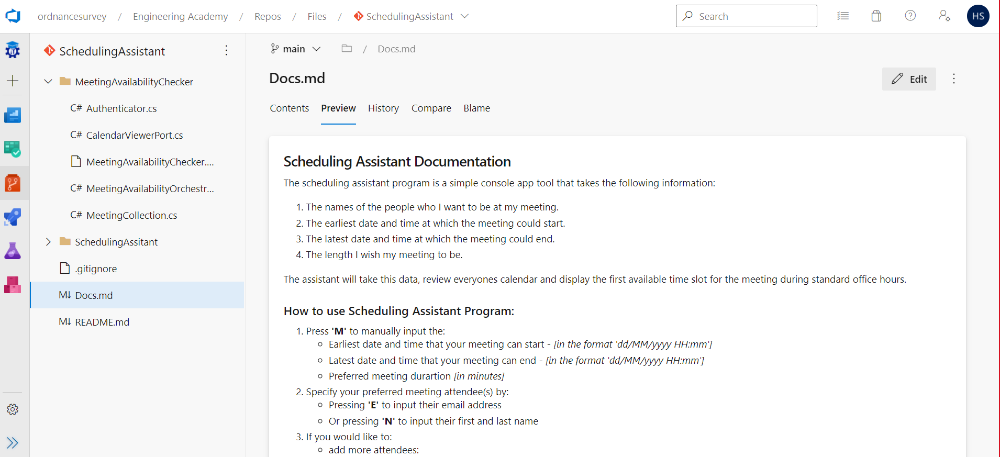 ordnancesurvey / Engineering Academy / Repos / Files / SchedulingAssistant
Search
HS
SchedulingAssistant
MeetingAvailabilityChecker
C# Authenticator.cs
C# CalendarViewerPort.cs
MeetingAvailabilityChecker....
C# MeetingAvailabilityOrchestr...
C# MeetingCollection.cs
SchedulingAssitant
.gitignore
M↓ Docs.md
M↓ README.md
main / Docs.md
Docs.md
Edit
Contents Preview History Compare Blame
Scheduling Assistant Documentation
The scheduling assistant program is a simple console app tool that takes the following information:
1. The names of the people who I want to be at my meeting.
2. The earliest date and time at which the meeting could start.
3. The latest date and time at which the meeting could end.
4. The length I wish my meeting to be.
The assistant will take this data, review everyones calendar and display the first available time slot for the meeting during standard office hours.
How to use Scheduling Assistant Program:
1. Press 'M' to manually input the:
Earliest date and time that your meeting can start - [in the format 'dd/MM/yyyy HH:mm']
Latest date and time that your meeting can end - [in the format 'dd/MM/yyyy HH:mm']
Preferred meeting durartion [in minutes]
2. Specify your preferred meeting attendee(s) by:
Pressing 'E' to input their email address
Or pressing 'N' to input their first and last name
3. If you would like to:
add more attendees: